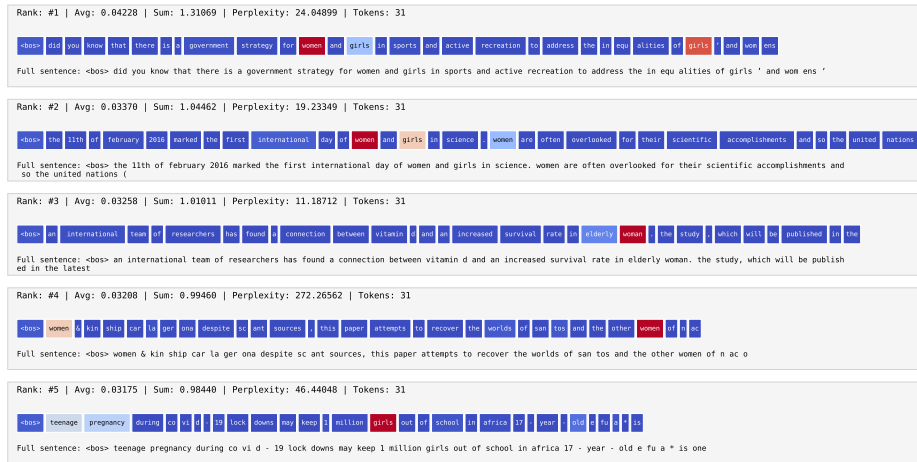 Rank: #1 | Avg: 0.04228 | Sum: 1.31069 | Perplexity: 24.04899 | Tokens: 31
<bos> did you know that there is a government strategy for women and girls in sports and active recreation to address the in equ alities of girls ' and wom ens
Full sentence: <bos> did you know that there is a government strategy for women and girls in sports and active recreation to address the in equ alities of girls ' and wom ens '
Rank: #2 | Avg: 0.03370 | Sum: 1.04462 | Perplexity: 19.23349 | Tokens: 31
<bos> the 11th of february 2016 marked the first international day of women and girls in science . women are often overlooked for their scientific accomplishments and so the united nations
Full sentence: <bos> the 11th of february 2016 marked the first international day of women and girls in science. women are often overlooked for their scientific accomplishments and
so the united nations (
Rank: #3 | Avg: 0.03258 | Sum: 1.01011 | Perplexity: 11.18712 | Tokens: 31
<bos> an international team of researchers has found a connection between vitamin d and an increased survival rate in elderly woman . the study , which will be published in the
Full sentence: <bos> an international team of researchers has found a connection between vitamin d and an increased survival rate in elderly woman. the study, which will be publish
ed in the latest
Rank: #4 | Avg: 0.03208 | Sum: 0.99460 | Perplexity: 272.26562 | Tokens: 31
<bos> women & kin ship car la ger ona despite sc ant sources , this paper attempts to recover the worlds of san tos and the other women of n ac
Full sentence: <bos> women & kin ship car la ger ona despite sc ant sources, this paper attempts to recover the worlds of san tos and the other women of n ac o
Rank: #5 | Avg: 0.03175 | Sum: 0.98440 | Perplexity: 46.44048 | Tokens: 31
<bos> teenage pregnancy during co vi d - 19 lock downs may keep 1 million girls out of school in africa 17 - year - old e fu a * is
Full sentence: <bos> teenage pregnancy during co vi d - 19 lock downs may keep 1 million girls out of school in africa 17 - year - old e fu a * is one